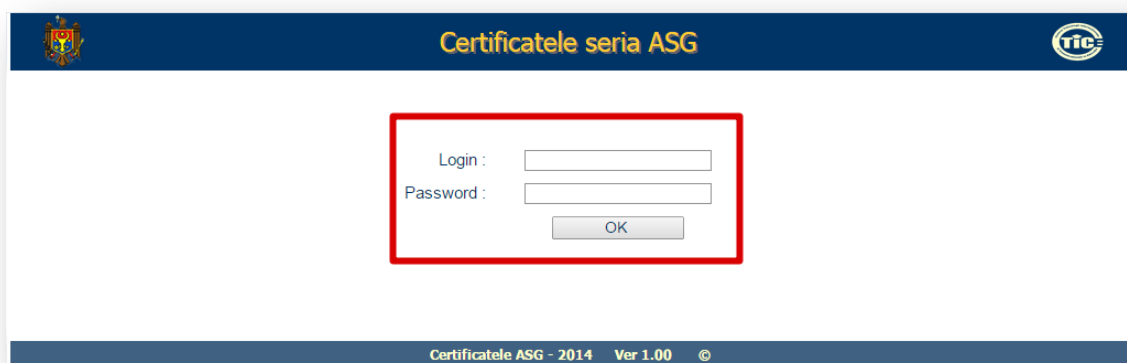 Certificatele seria ASG
TIC
Login :
Password :
OK
Certificatele ASG - 2014 Ver 1.00 ©